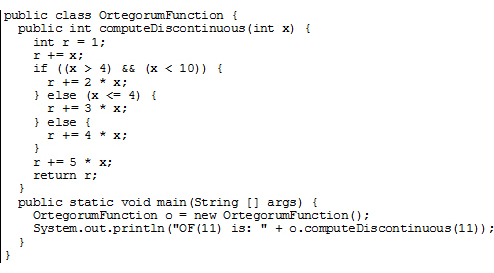 public class OrtegorumFunction {
  public int computeDiscontinuous(int x) {
    int r = 1;
    r += x;
    if ((x > 4) && (x < 10)) {
      r += 2 * x;
    } else (x <= 4) {
      r += 3 * x;
    } else {
      r += 4 * x;
    }
    r += 5 * x;
    return r;
  }
  public static void main(String [] args) {
    OrtegorumFunction o = new OrtegorumFunction();
    System.out.println("OF(11) is: " + o.computeDiscontinuous(11));
  }
}